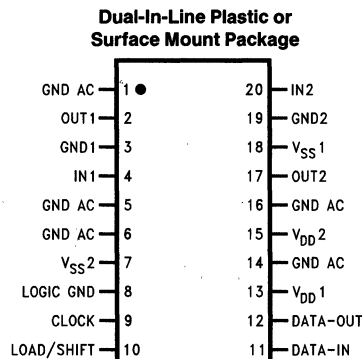 Dual-In-Line Plastic or
Surface Mount Package
GND AC 1 20 IN2
OUT1 2 19 GND2
GND1 3 18 VSS1
IN1 4 17 OUT2
GND AC 5 16 GND AC
GND AC 6 15 VDD2
VSS2 7 14 GND AC
LOGIC GND 8 13 VDD1
CLOCK 9 12 DATA-OUT
LOAD/SHIFT 10 11 DATA-IN